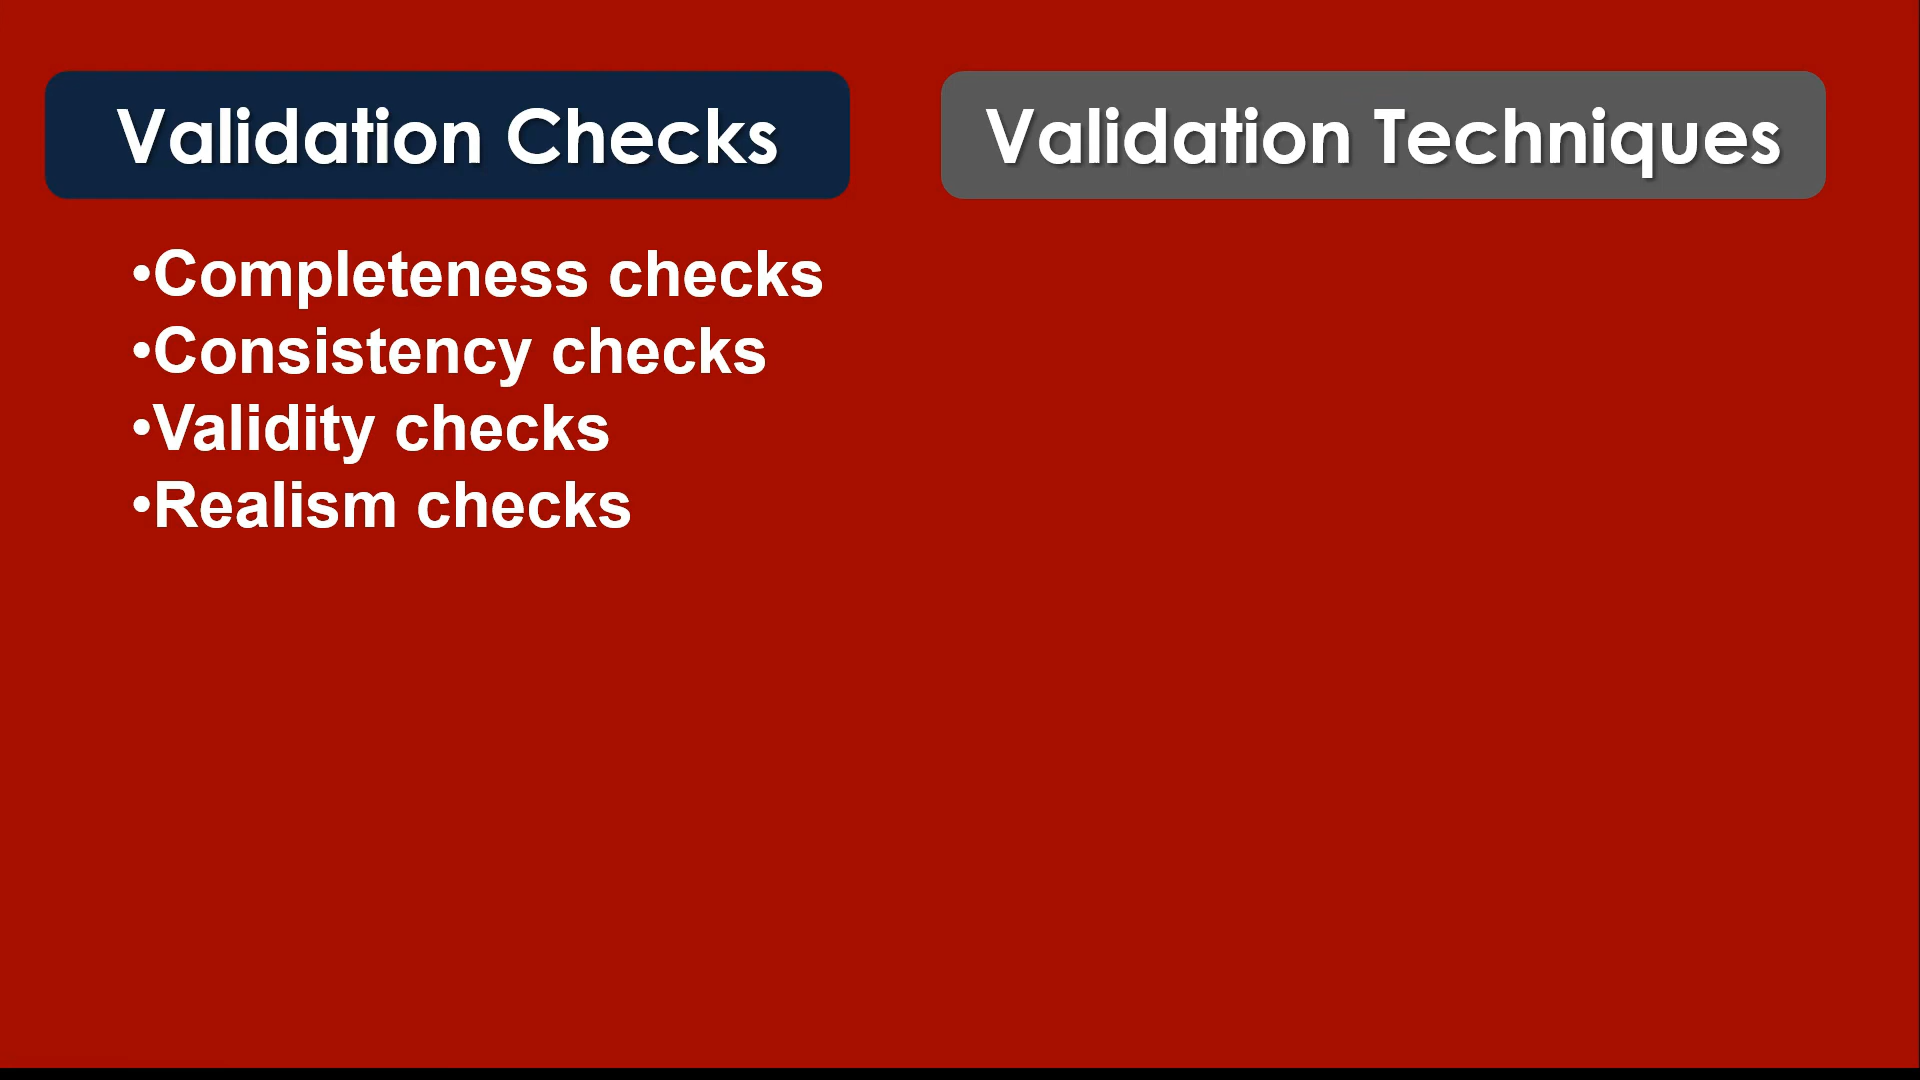 Validation Checks
Validation Techniques
•Completeness checks
•Consistency checks
•Validity checks
•Realism checks